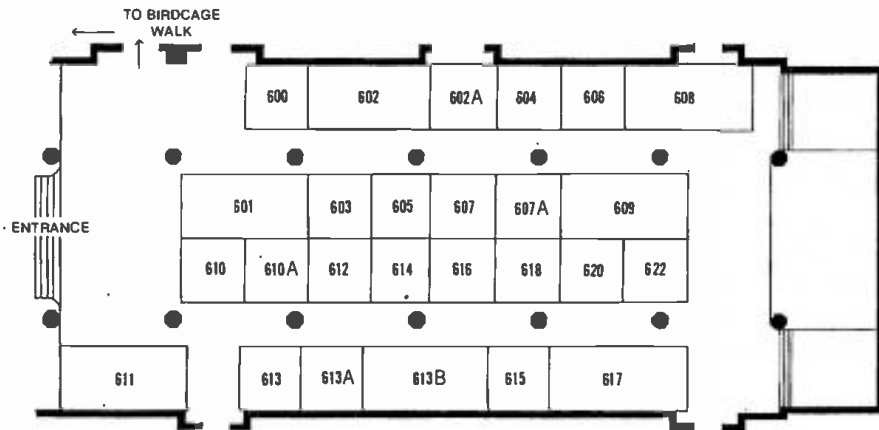 TO BIRDCAGE
WALK
600 602 602A 604 606 608
601 603 605 607 607A 609
ENTRANCE
610 610A 612 614 616 618 620 622
611 613 613A 613B 615 617